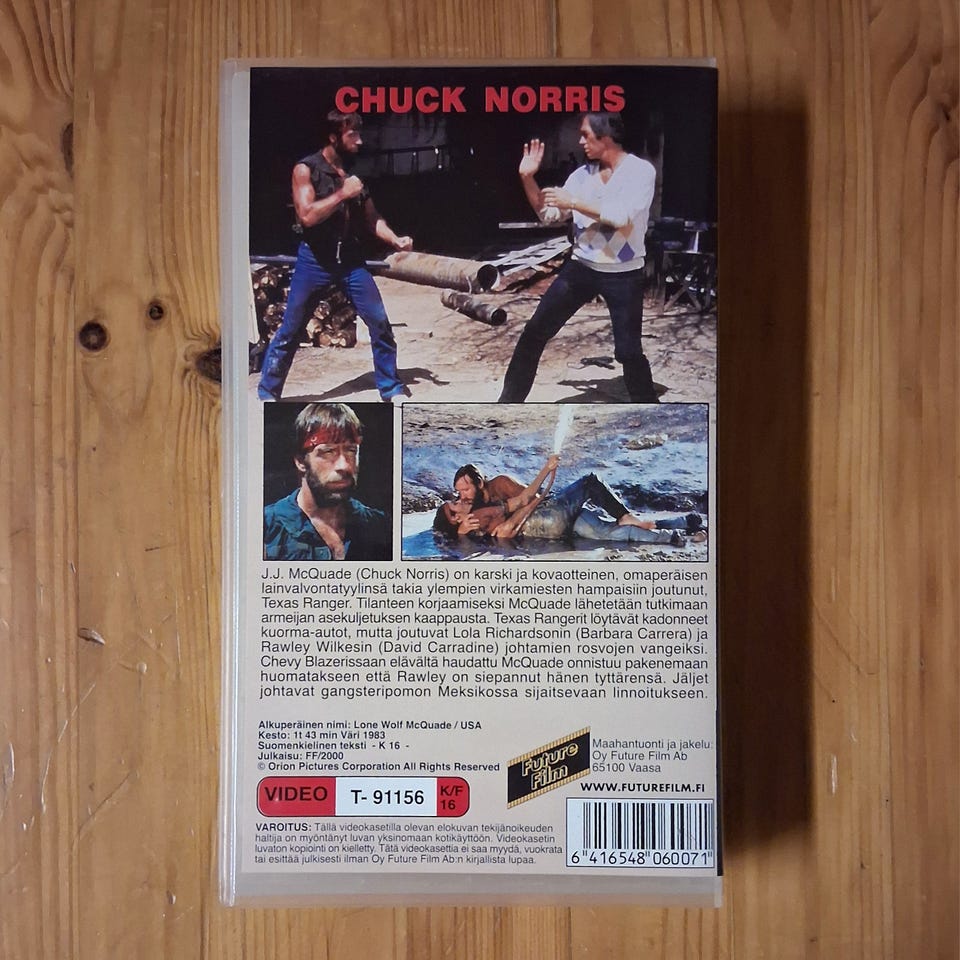 CHUCK NORRIS
J.J. McQuade (Chuck Norris) on karski ja kovaotteinen, omaperäisen
lainvalvontatyylinsä takia ylempien virkamiesten hampaisiin joutunut,
Texas Ranger. Tilanteen korjaamiseksi McQuade lähetetään tutkimaan
armeijan asekuljetuksen kaappausta. Texas Rangerit löytävät kadonneet
kuorma-autot, mutta joutuvat Lola Richardsonin (Barbara Carrera) ja
Rawley Wilkesin (David Carradine) johtamien rosvojen vangeiksi.
Chevy Blazerissaan elävältä haudattu McQuade onnistuu pakenemaan
huomatakseen että Rawley on siepannut hänen tyttärensä. Jäljet
johtavat gangsteripomon Meksikossa sijaitsevaan linnoitukseen.
Alkuperäinen nimi: Lone Wolf McQuade / USA
Kesto: 1t 43 min Väri 1983
Suomenkielinen teksti - K 16 -
Julkaisu: FF/2000
© Orion Pictures Corporation All Rights Reserved
Future
Film
Maahantuonti ja jakelu:
Oy Future Film Ab
65100 Vaasa
WWW.FUTUREFILM.FI
VIDEO T- 91156 K/F 16
VAROITUS: Tällä videokasetilla olevan elokuvan tekijänoikeuden
haltija on myöntänyt luvan yksinomaan kotikäyttöön. Videokasetin
luvaton kopiointi on kielletty. Tätä videokasettia ei saa myydä, vuokrata
tai esittää julkisesti ilman Oy Future Film Ab:n kirjallista lupaa.
6 416548 060071